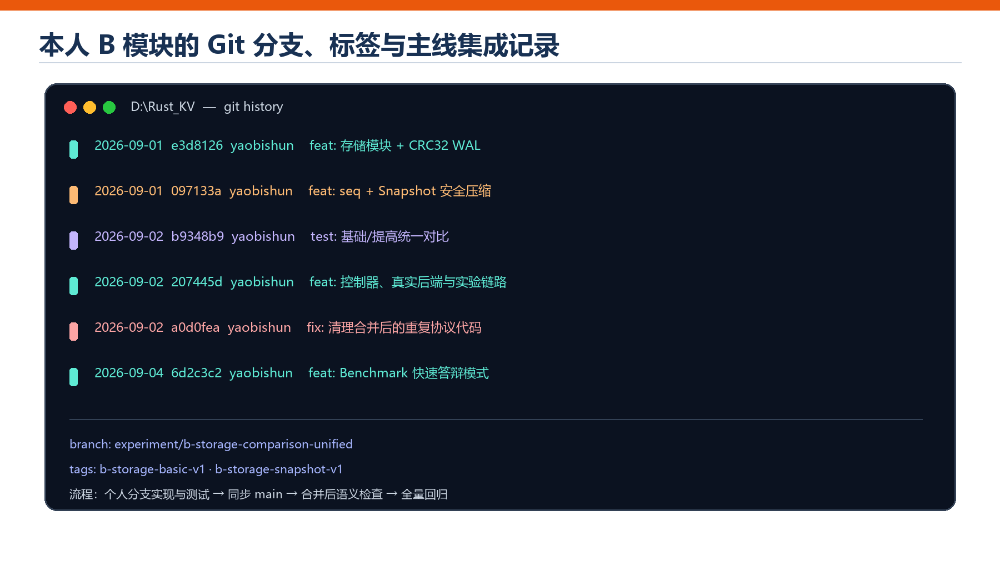 本人 B 模块的 Git 分支、标签与主线集成记录
D:\Rust_KV — git history
2026-09-01 e3d8126 yaobishun feat: 存储模块 + CRC32 WAL
2026-09-01 097133a yaobishun feat: seq + Snapshot 安全压缩
2026-09-02 b9348b9 yaobishun test: 基础/提高统一对比
2026-09-02 207445d yaobishun feat: 控制器、真实后端与实验链路
2026-09-02 a0d0fea yaobishun fix: 清理合并后的重复协议代码
2026-09-04 6d2c3c2 yaobishun feat: Benchmark 快速答辩模式
branch: experiment/b-storage-comparison-unified
tags: b-storage-basic-v1 · b-storage-snapshot-v1
流程：个人分支实现与测试 → 同步 main → 合并后语义检查 → 全量回归